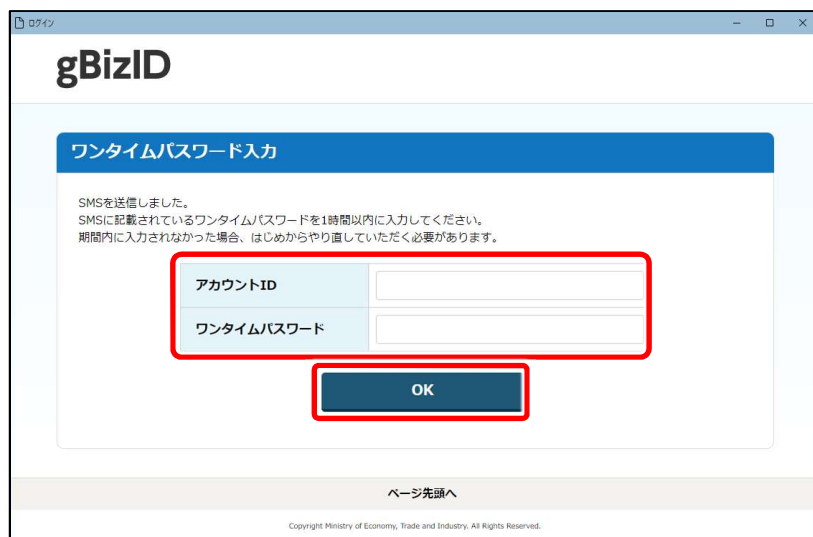 ログイン
gBizID
ワンタイムパスワード入力
SMSを送信しました。
SMSに記載されているワンタイムパスワードを1時間以内に入力してください。
期間内に入力されなかった場合、はじめからやり直していただく必要があります。
アカウントID
ワンタイムパスワード
OK
ページ先頭へ
Copyright Ministry of Economy, Trade and Industry. All Rights Reserved.